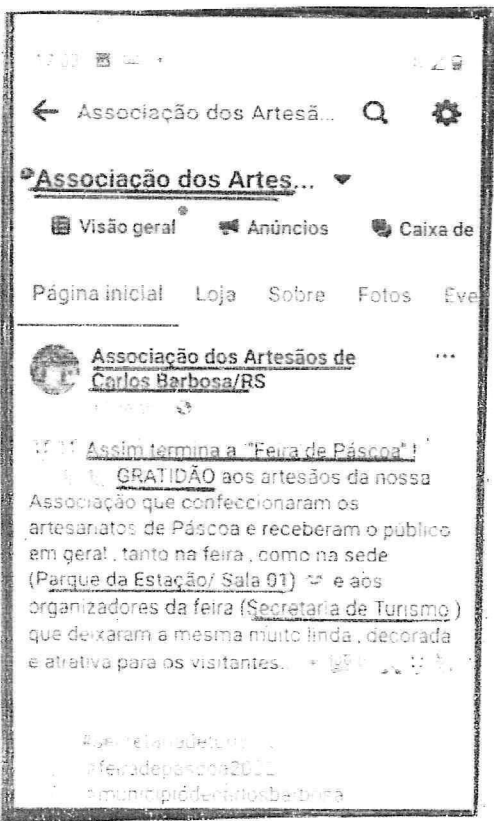 ← Associação dos Artesã...
Associação dos Artes...
Visão geral Anúncios Caixa de
Página inicial Loja Sobre Fotos Eve
Associação dos Artesãos de
Carlos Barbosa/RS
Assim termina a "Feira de Páscoa" !
GRATIDÃO aos artesãos da nossa
Associação que confeccionaram os
artesanatos de Páscoa e receberam o público
em geral , tanto na feira , como na sede
(Parque da Estação/ Sala 01) e aos
organizadores da feira (Secretaria de Turismo )
que deixaram a mesma muito linda , decorada
e atrativa para os visitantes.
#municipiodecarlosbarbosa